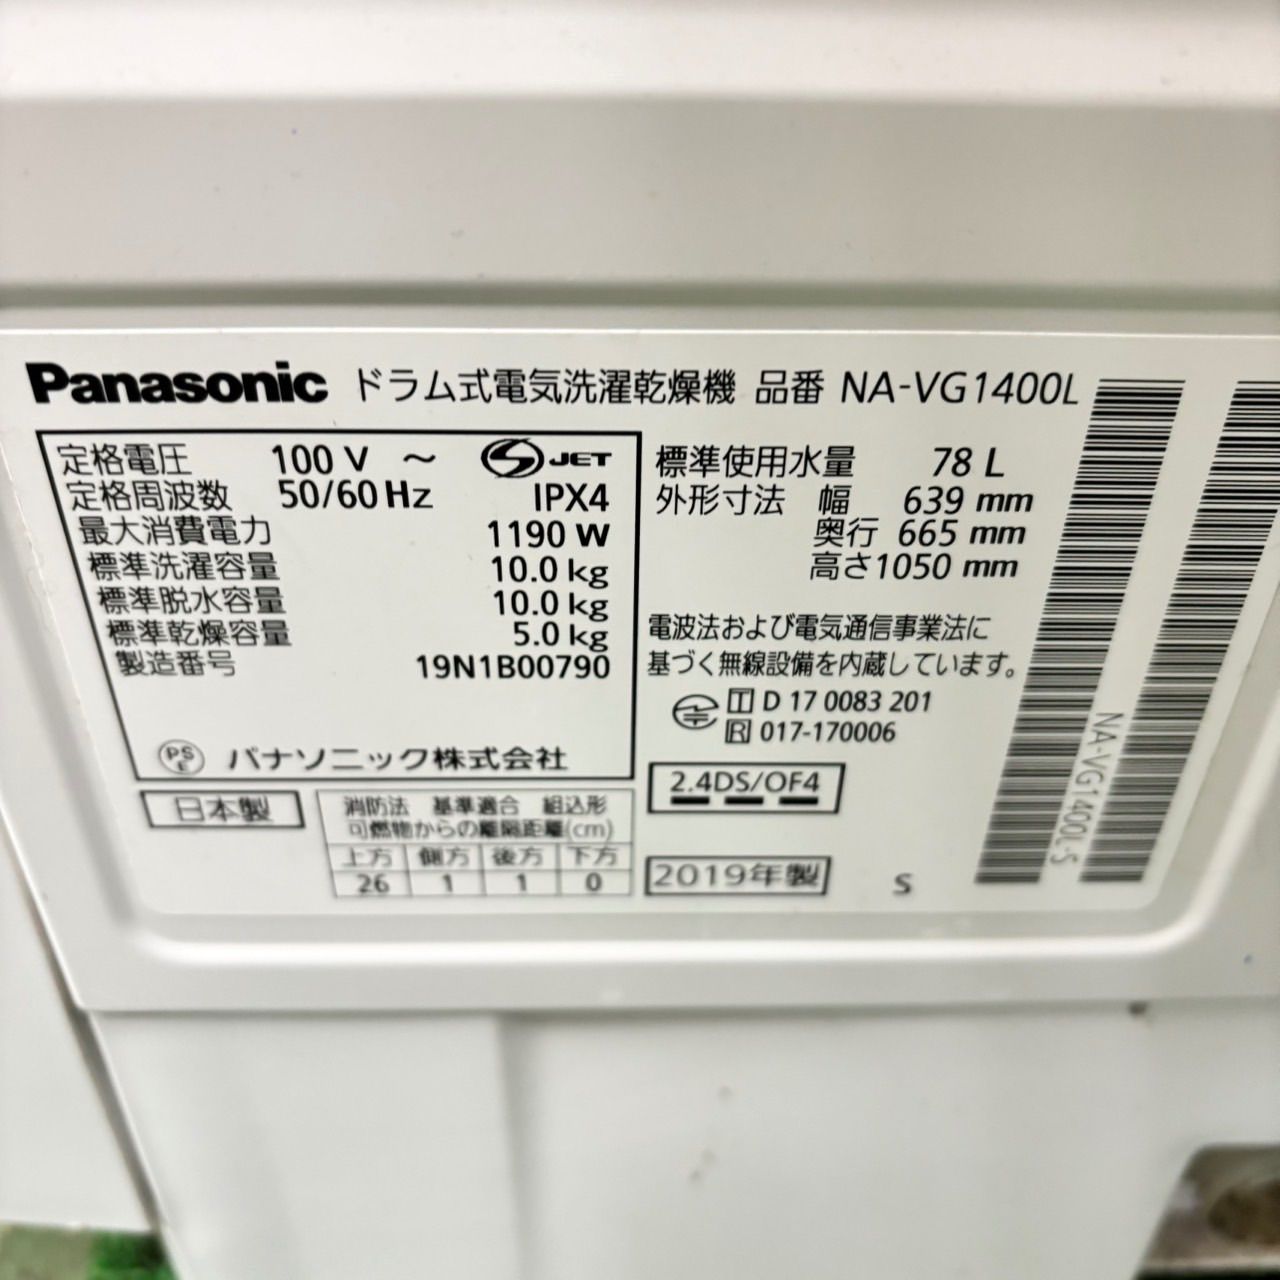 Panasonic ドラム式電気洗濯乾燥機 品番 NA-VG1400L
定格電圧 100 V ~ S JET
定格周波数 50/60 Hz IPX4
最大消費電力 1190 W
標準洗濯容量 10.0 kg
標準脱水容量 10.0 kg
標準乾燥容量 5.0 kg
製造番号 19N1B00790
PS E パナソニック株式会社
標準使用水量 78 L
外形寸法 幅 639 mm
奥行 665 mm
高さ 1050 mm
電波法および電気通信事業法に
基づく無線設備を内蔵しています。
T D 17 0083 201
R 017-170006
2.4DS/OF4
2019年製 S
日本製
消防法 基準適合 組込形
可燃物からの離隔距離(cm)
上方 側方 後方 下方
26 1 1 0
NA-VG1400L-S